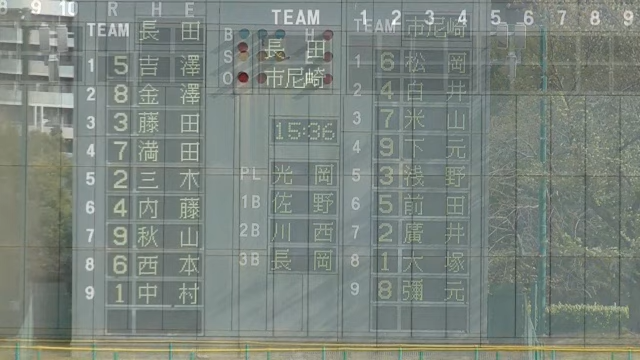 8 9 10 R H E TEAM 1 2 3 4 5 6 7 8 9
TEAM 長田 B H TEAM 市尼崎
S 長田
O 市尼崎
1 5 吉澤 1 6 松岡
2 8 金澤 2 4 白井
3 3 藤田 15:36 3 7 米山
4 7 満田 4 9 下元
5 2 三木 PL 光岡 5 3 浅野
6 4 内藤 1B 佐野 6 5 前田
7 9 秋山 2B 川西 7 2 廣井
8 6 西本 3B 長岡 8 1 大塚
9 1 中村 9 8 彌元